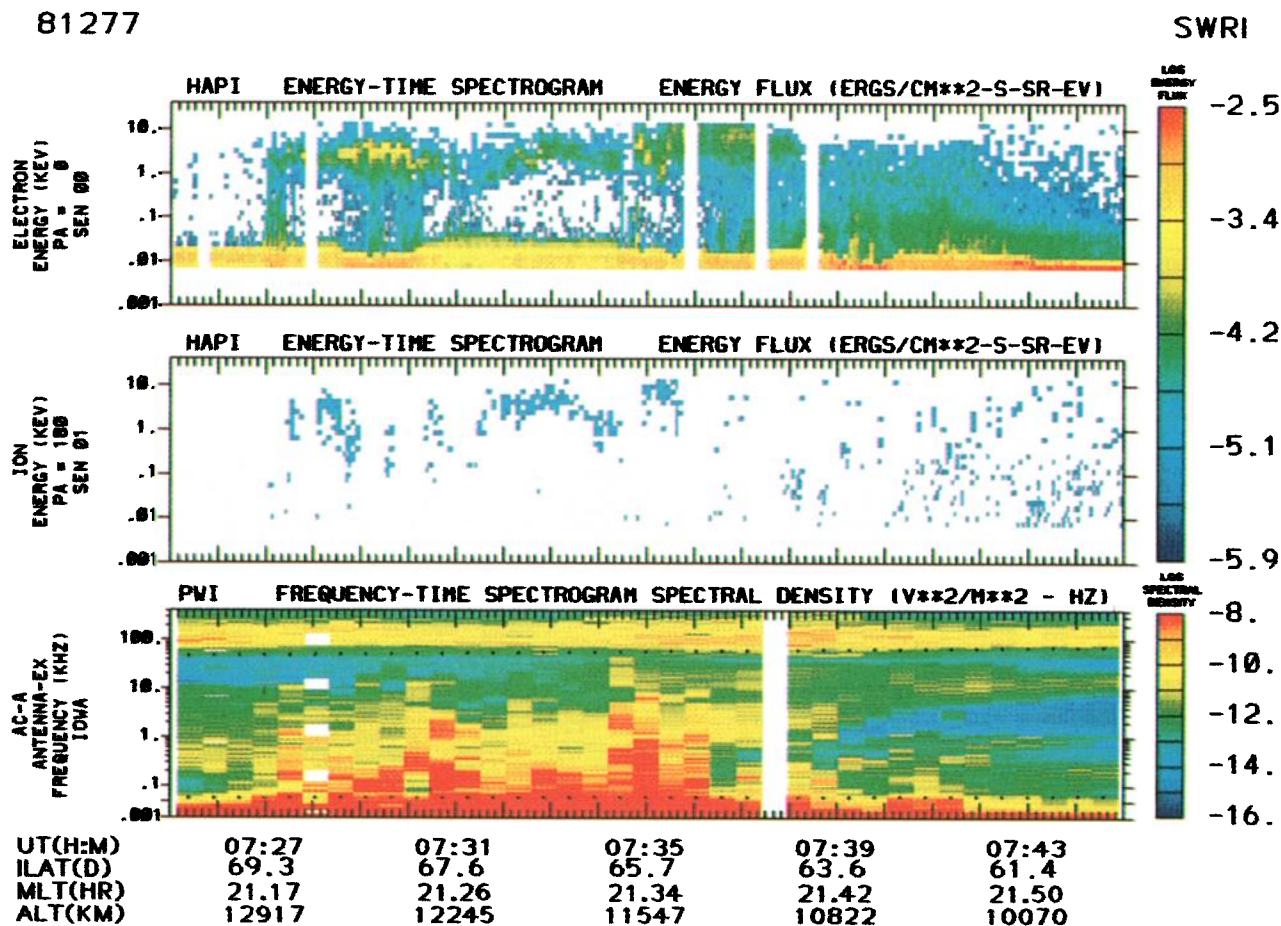 81277
SWRI
HAPI ENERGY-TIME SPECTROGRAM ENERGY FLUX (ERGS/CM**2-S-SR-EV)
LOG ENERGY FLUX
ELECTRON
ENERGY (KEV)
PA = 0
SEN 00
10.
1.
.1
.01
.001
-2.5
-3.4
-4.2
-5.1
-5.9
HAPI ENERGY-TIME SPECTROGRAM ENERGY FLUX (ERGS/CM**2-S-SR-EV)
ION
ENERGY (KEV)
PA = 180
SEN 01
10.
1.
.1
.01
.001
PWI FREQUENCY-TIME SPECTROGRAM SPECTRAL DENSITY (V**2/M**2 - HZ)
LOG SPECTRAL DENSITY
AC-A
ANTENNA-EX
FREQUENCY (KHZ)
IOWA
100.
10.
1.
.1
.001
-8.
-10.
-12.
-14.
-16.
UT(H:M) 07:27 07:31 07:35 07:39 07:43
ILAT(D) 69.3 67.6 65.7 63.6 61.4
MLT(HR) 21.17 21.26 21.34 21.42 21.50
ALT(KM) 12917 12245 11547 10822 10070